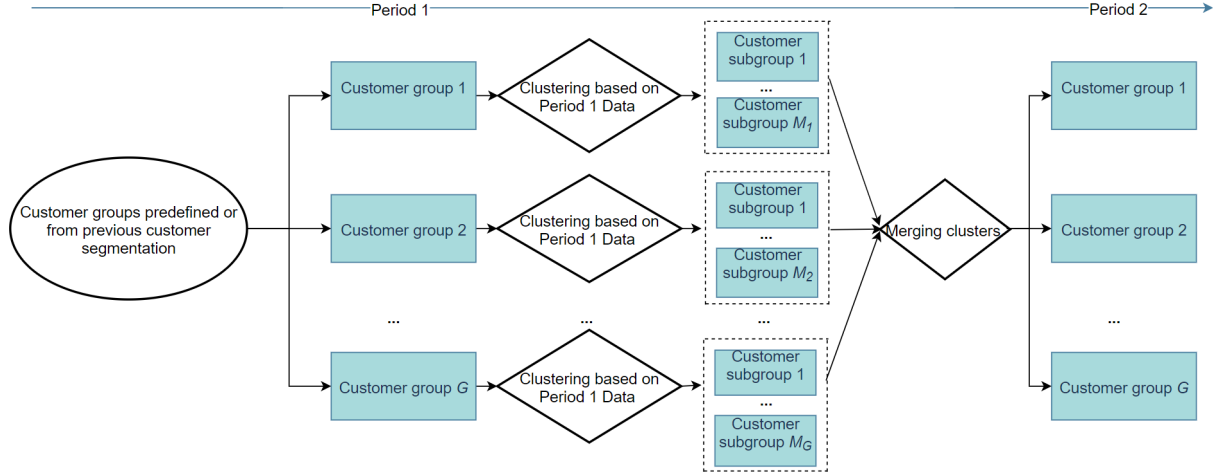 Period 1
Period 2
Customer groups predefined or
from previous customer
segmentation
Customer group 1
Clustering based on
Period 1 Data
Customer
subgroup 1
...
Customer
subgroup M1
Customer group 2
Clustering based on
Period 1 Data
Customer
subgroup 1
...
Customer
subgroup M2
...
...
...
Customer group G
Clustering based on
Period 1 Data
Customer
subgroup 1
...
Customer
subgroup MG
Merging clusters
Customer group 1
Customer group 2
...
Customer group G